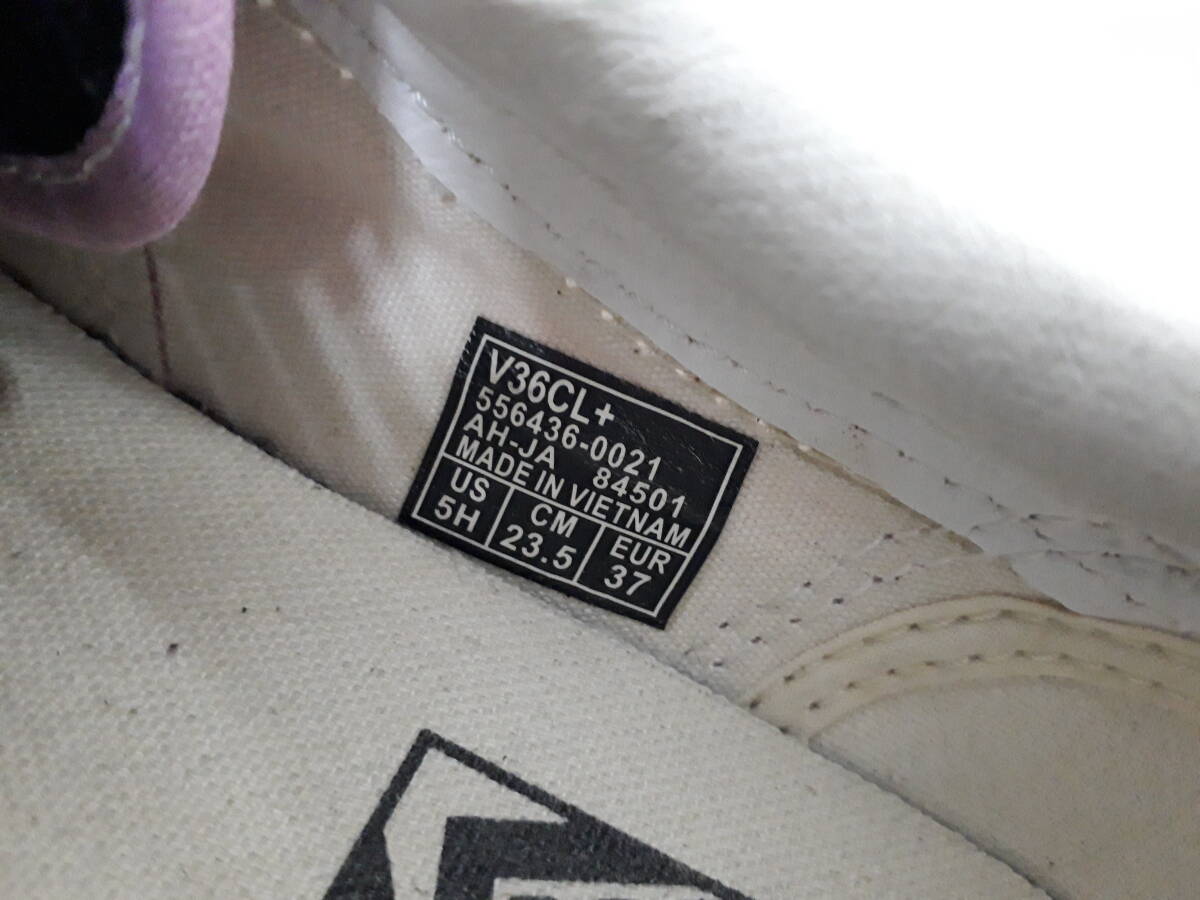 V36CL+
556436-0021
AH-JA 84501
MADE IN VIETNAM
US CM EUR
5H 23.5 37